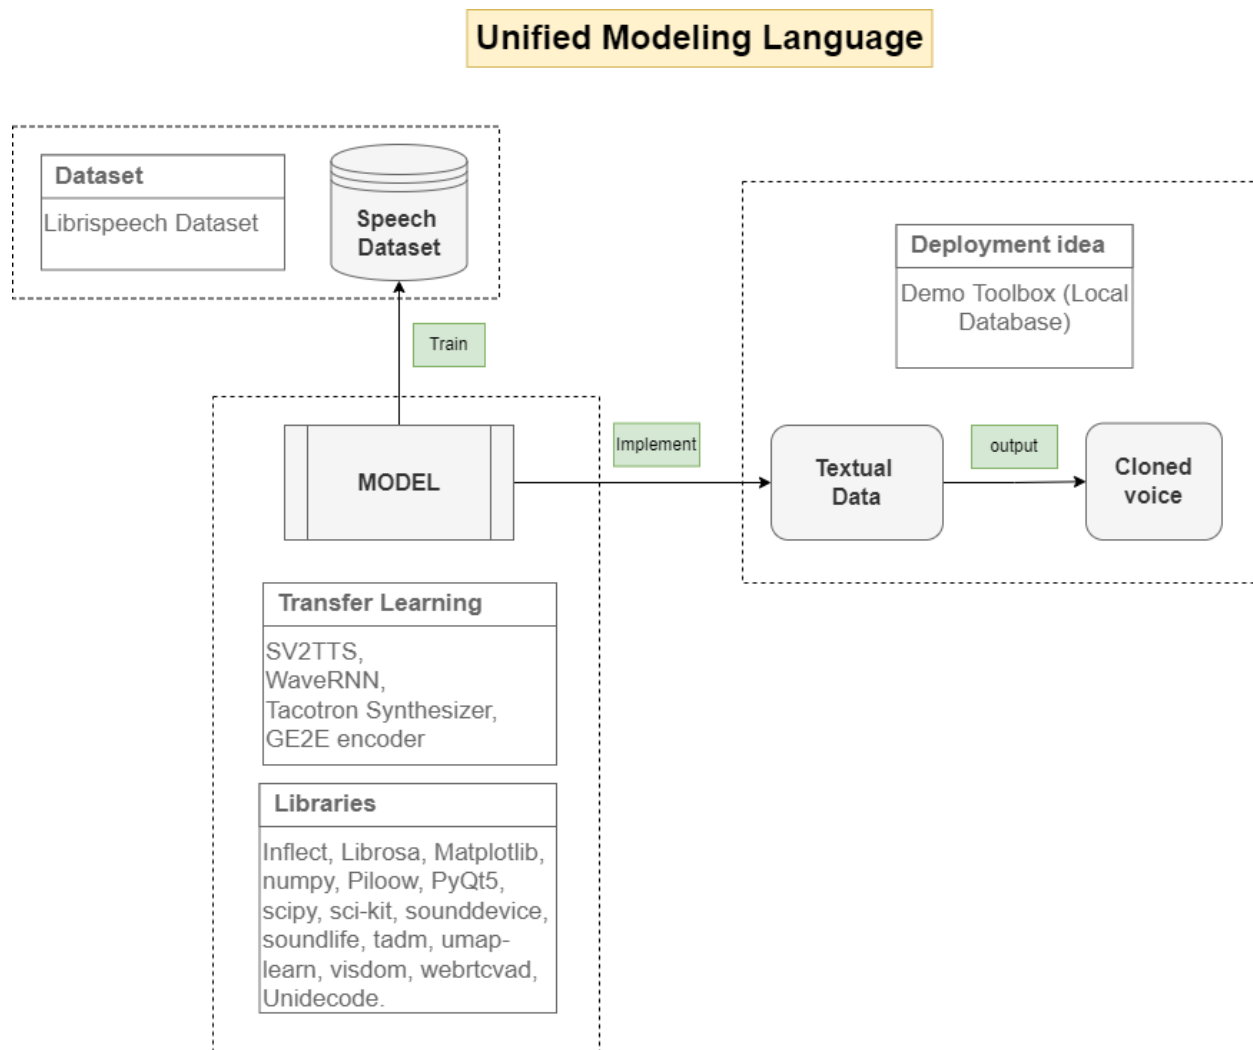 Unified Modeling Language
Dataset
Librispeech Dataset
Speech
Dataset
Train
Deployment idea
Demo Toolbox (Local
Database)
MODEL
Implement
Textual
Data
output
Cloned
voice
Transfer Learning
SV2TTS,
WaveRNN,
Tacotron Synthesizer,
GE2E encoder
Libraries
Inflect, Librosa, Matplotlib,
numpy, Piloow, PyQt5,
scipy, sci-kit, sounddevice,
soundlife, tadm, umap-
learn, visdom, webrtcvad,
Unidecode.